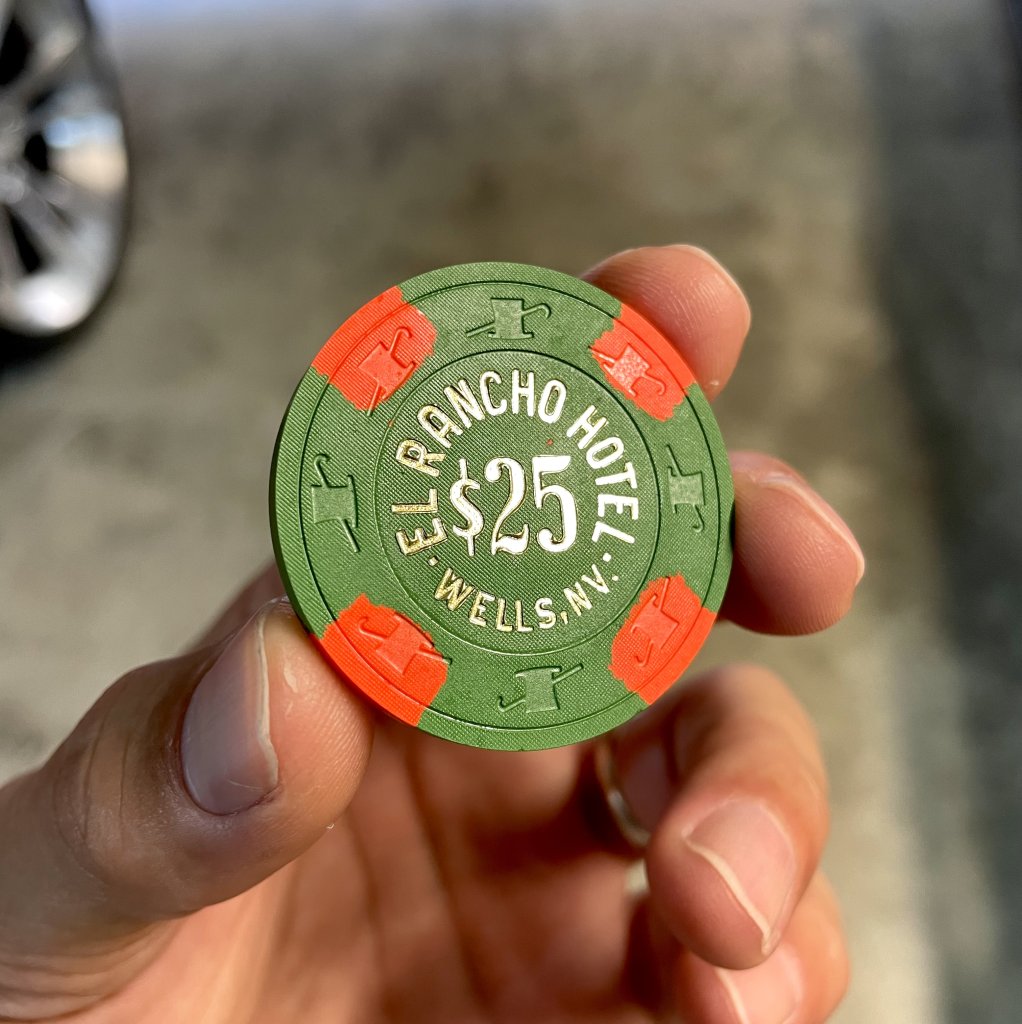 EL RANCHO HOTEL
$25
· WELLS, NV. ·